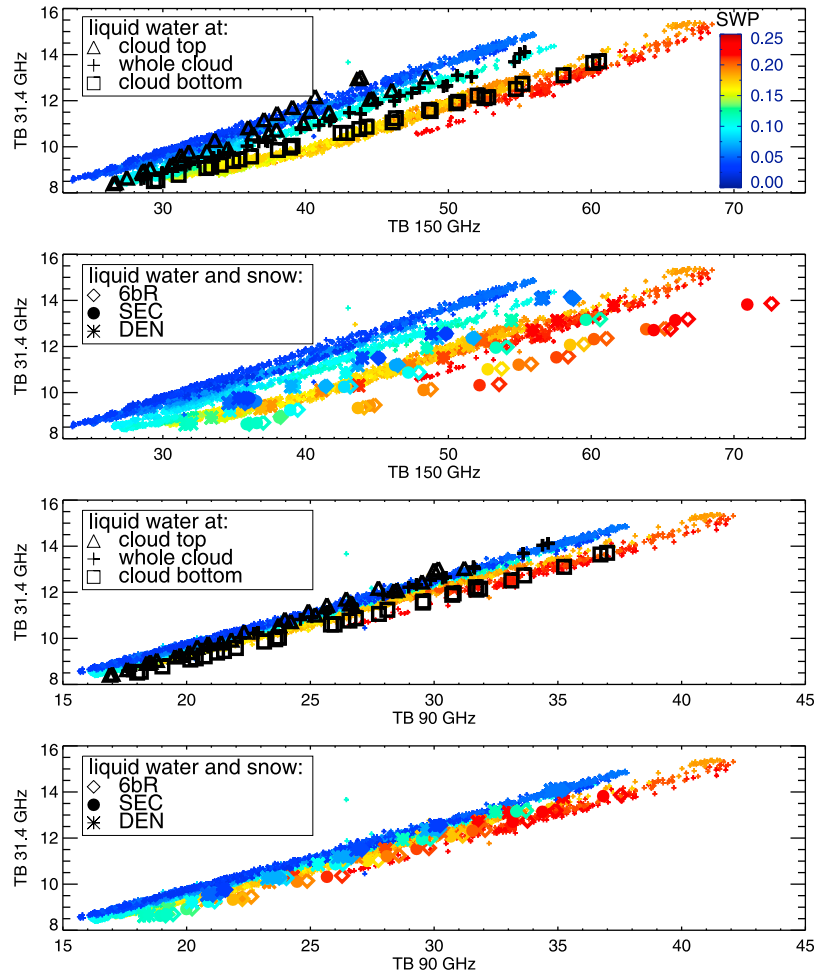 SWP
16
14
12
10
8
TB 31.4 GHz
liquid water at:
cloud top
whole cloud
cloud bottom
0.25
0.20
0.15
0.10
0.05
0.00
30 40 50 60 70
TB 150 GHz
16
14
12
10
8
TB 31.4 GHz
liquid water and snow:
6bR
SEC
DEN
30 40 50 60 70
TB 150 GHz
16
14
12
10
8
TB 31.4 GHz
liquid water at:
cloud top
whole cloud
cloud bottom
15 20 25 30 35 40 45
TB 90 GHz
16
14
12
10
8
TB 31.4 GHz
liquid water and snow:
6bR
SEC
DEN
15 20 25 30 35 40 45
TB 90 GHz